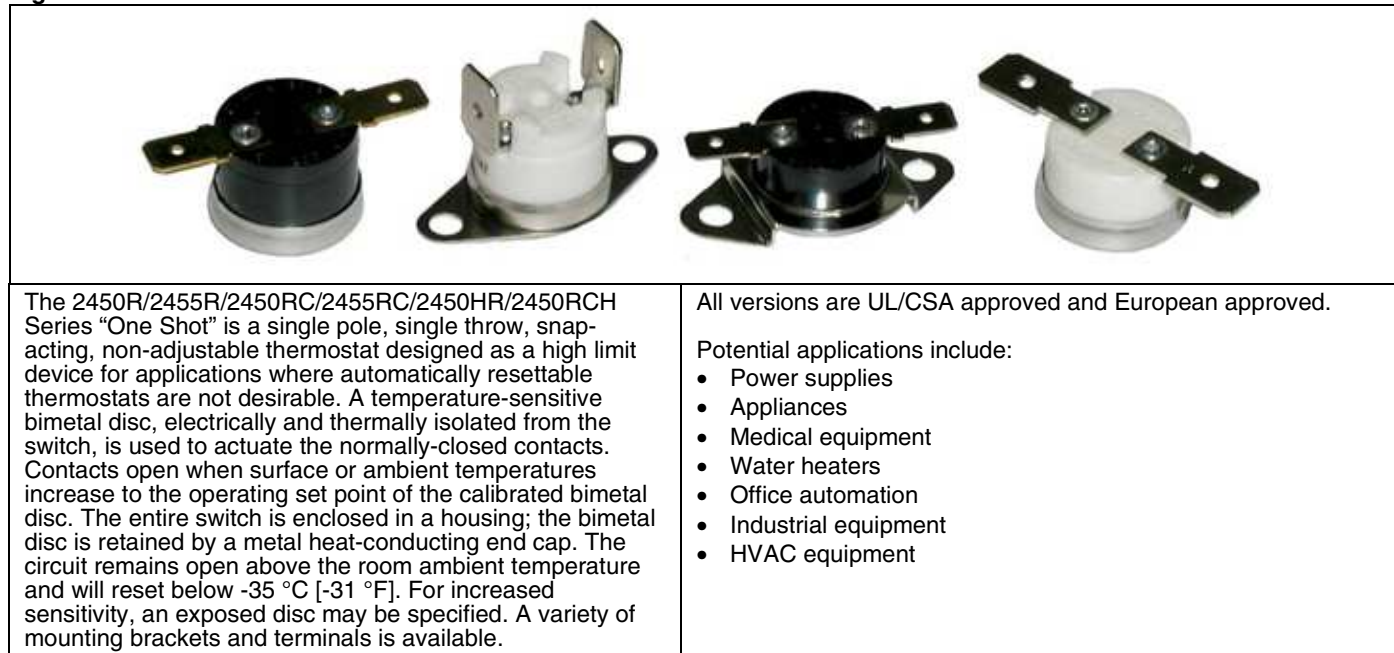 The 2450R/2455R/2450RC/2455RC/2450HR/2450RCH
Series “One Shot” is a single pole, single throw, snap-
acting, non-adjustable thermostat designed as a high limit
device for applications where automatically resettable
thermostats are not desirable. A temperature-sensitive
bimetal disc, electrically and thermally isolated from the
switch, is used to actuate the normally-closed contacts.
Contacts open when surface or ambient temperatures
increase to the operating set point of the calibrated bimetal
disc. The entire switch is enclosed in a housing; the bimetal
disc is retained by a metal heat-conducting end cap. The
circuit remains open above the room ambient temperature
and will reset below -35 °C [-31 °F]. For increased
sensitivity, an exposed disc may be specified. A variety of
mounting brackets and terminals is available.
All versions are UL/CSA approved and European approved.
Potential applications include:
• Power supplies
• Appliances
• Medical equipment
• Water heaters
• Office automation
• Industrial equipment
• HVAC equipment